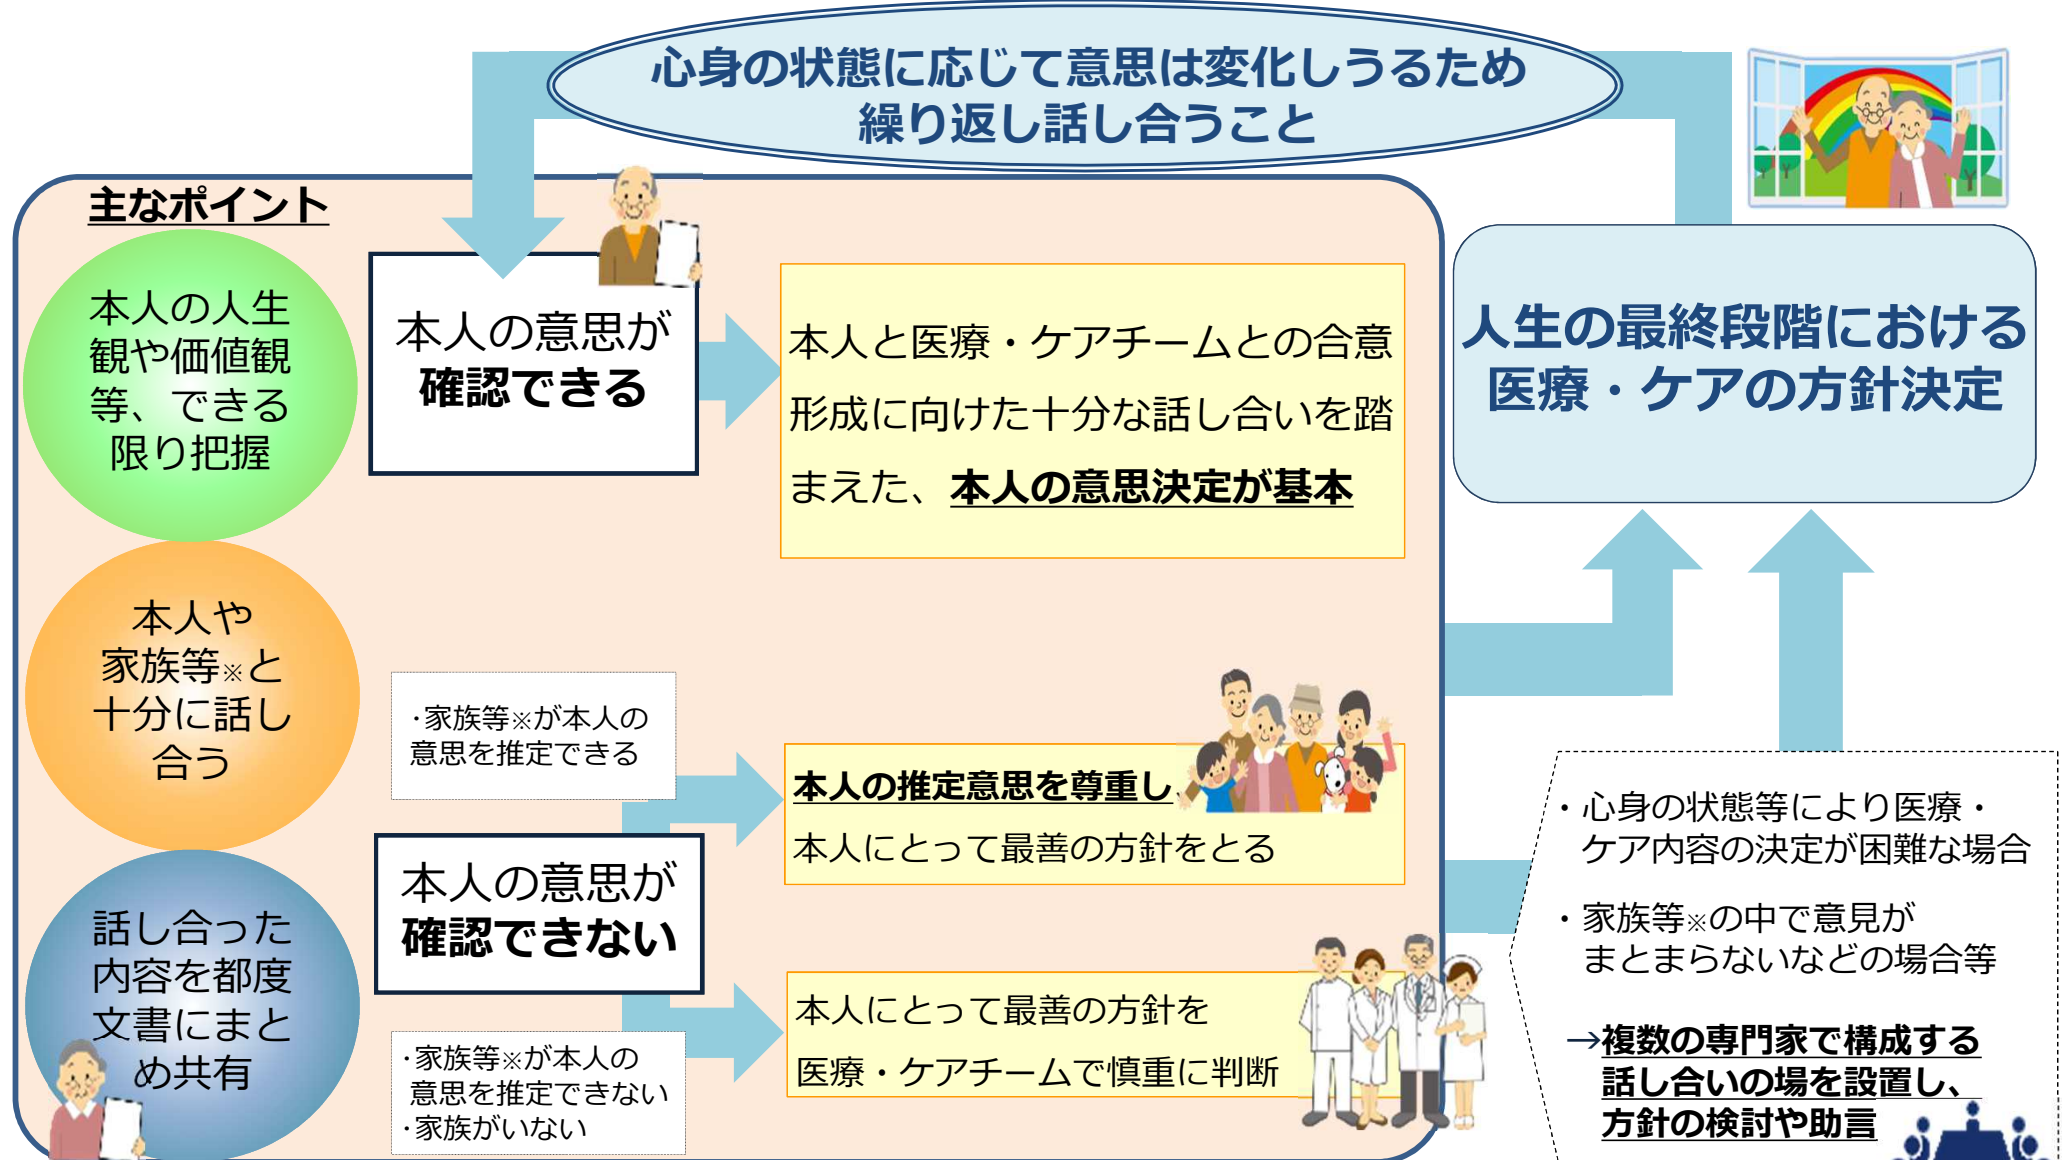 心身の状態に応じて意思は変化しうるため
繰り返し話し合うこと
主なポイント
本人の人生
観や価値観
等、できる
限り把握
本人や
家族等※と
十分に話し
合う
話し合った
内容を都度
文書にまと
め共有
本人の意思が
確認できる
本人と医療・ケアチームとの合意
形成に向けた十分な話し合いを踏
まえた、本人の意思決定が基本
人生の最終段階における
医療・ケアの方針決定
・家族等※が本人の
意思を推定できる
本人の推定意思を尊重し、
本人にとって最善の方針をとる
本人の意思が
確認できない
・家族等※が本人の
意思を推定できない
・家族がいない
本人にとって最善の方針を
医療・ケアチームで慎重に判断
・心身の状態等により医療・
ケア内容の決定が困難な場合
・家族等※の中で意見が
まとまらないなどの場合等
→複数の専門家で構成する
話し合いの場を設置し、
方針の検討や助言